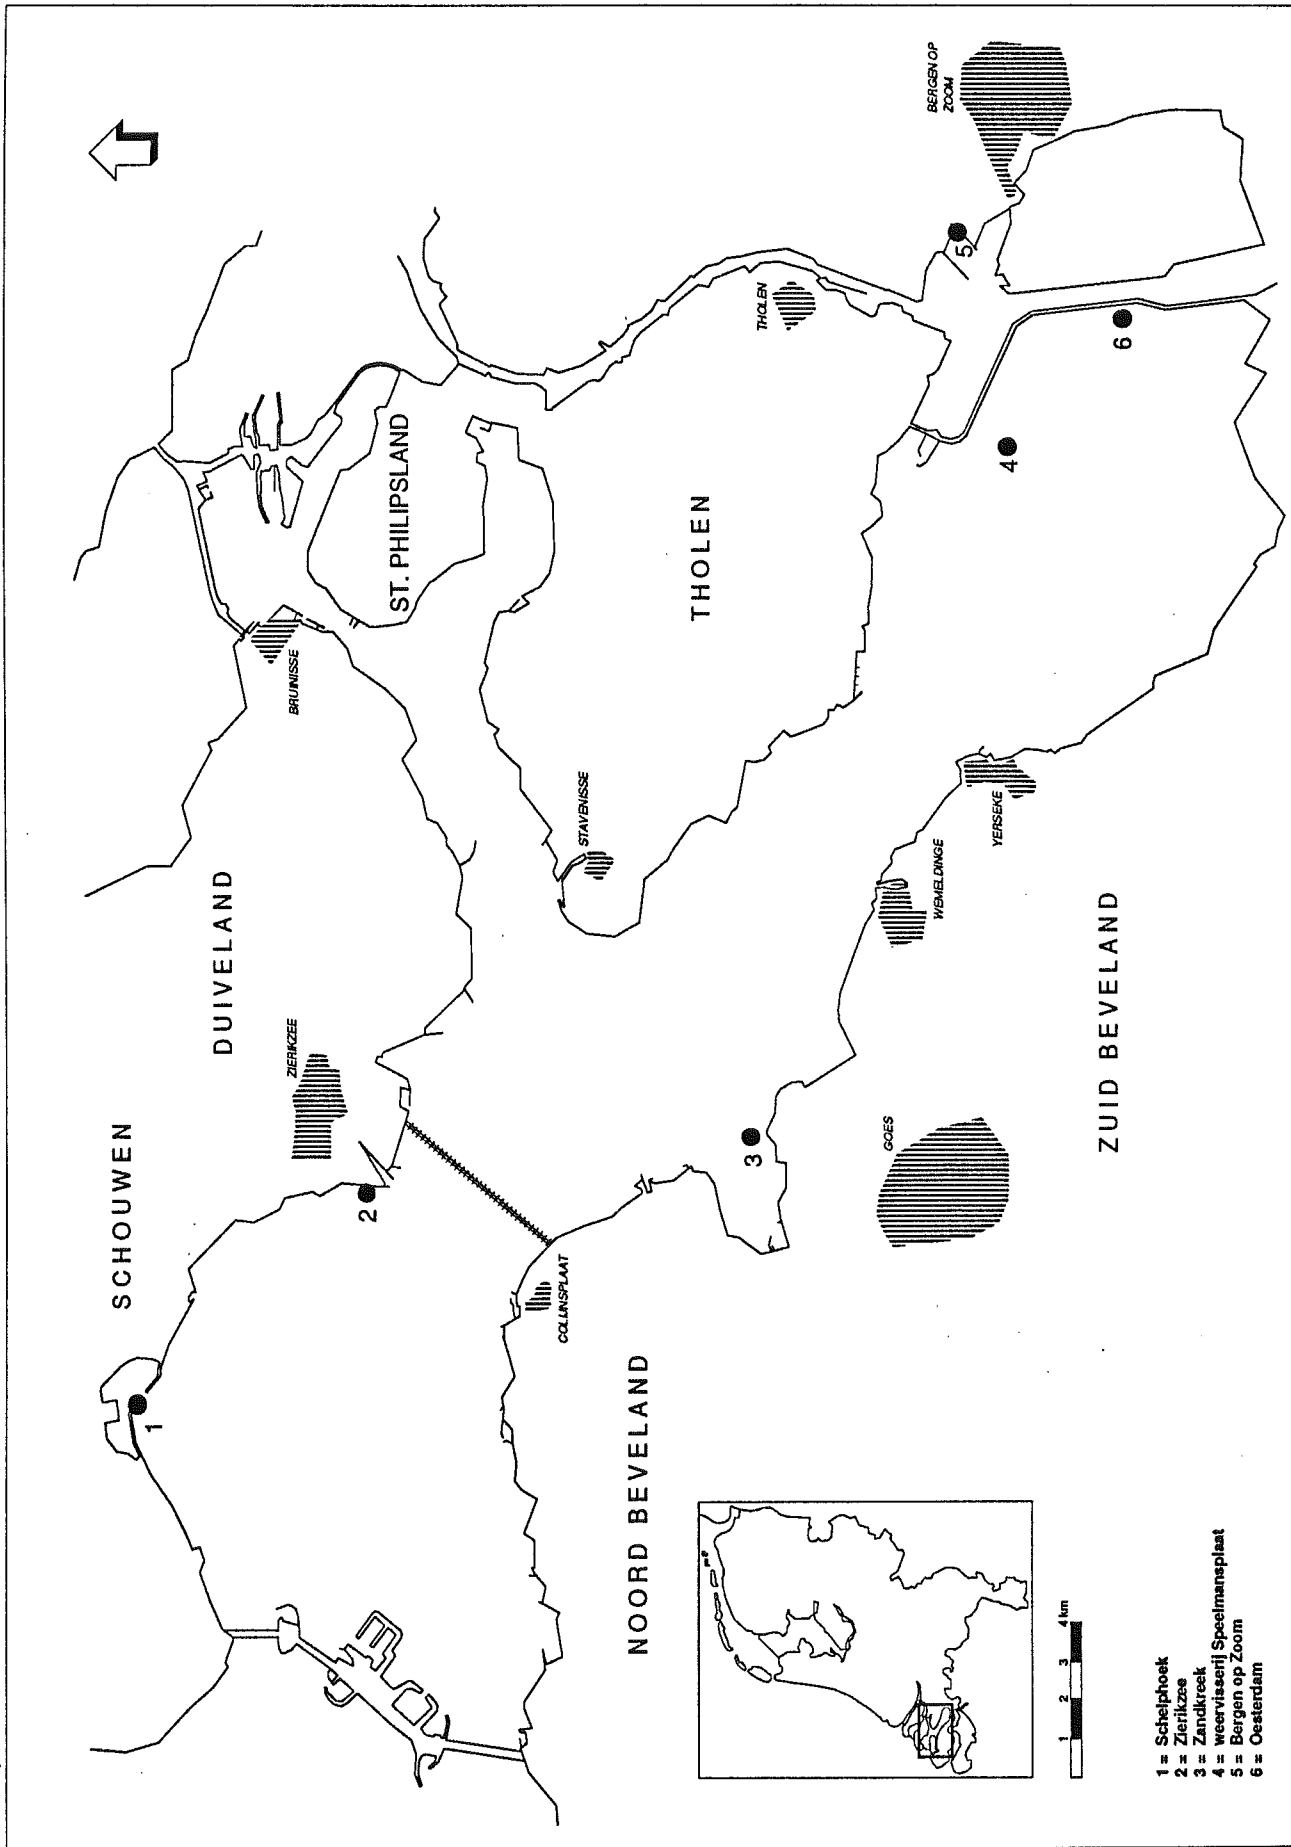 SCHOUWEN
DUIVELAND
ZIERIKZEE
BRUINISSE
ST. PHILIPSLAND
STAVENISSE
THOLEN
THOLEN
BERGEN OP
ZOOM
COLIJNSPLAAT
NOORD BEVELAND
GOES
WEMELDINGE
YERSEKE
ZUID BEVELAND
1
2
3
4
5
6
1 2 3 4 km
1 = Schelphoek
2 = Zierikzee
3 = Zandkreek
4 = weervisserij Speelmansplaat
5 = Bergen op Zoom
6 = Oesterdam